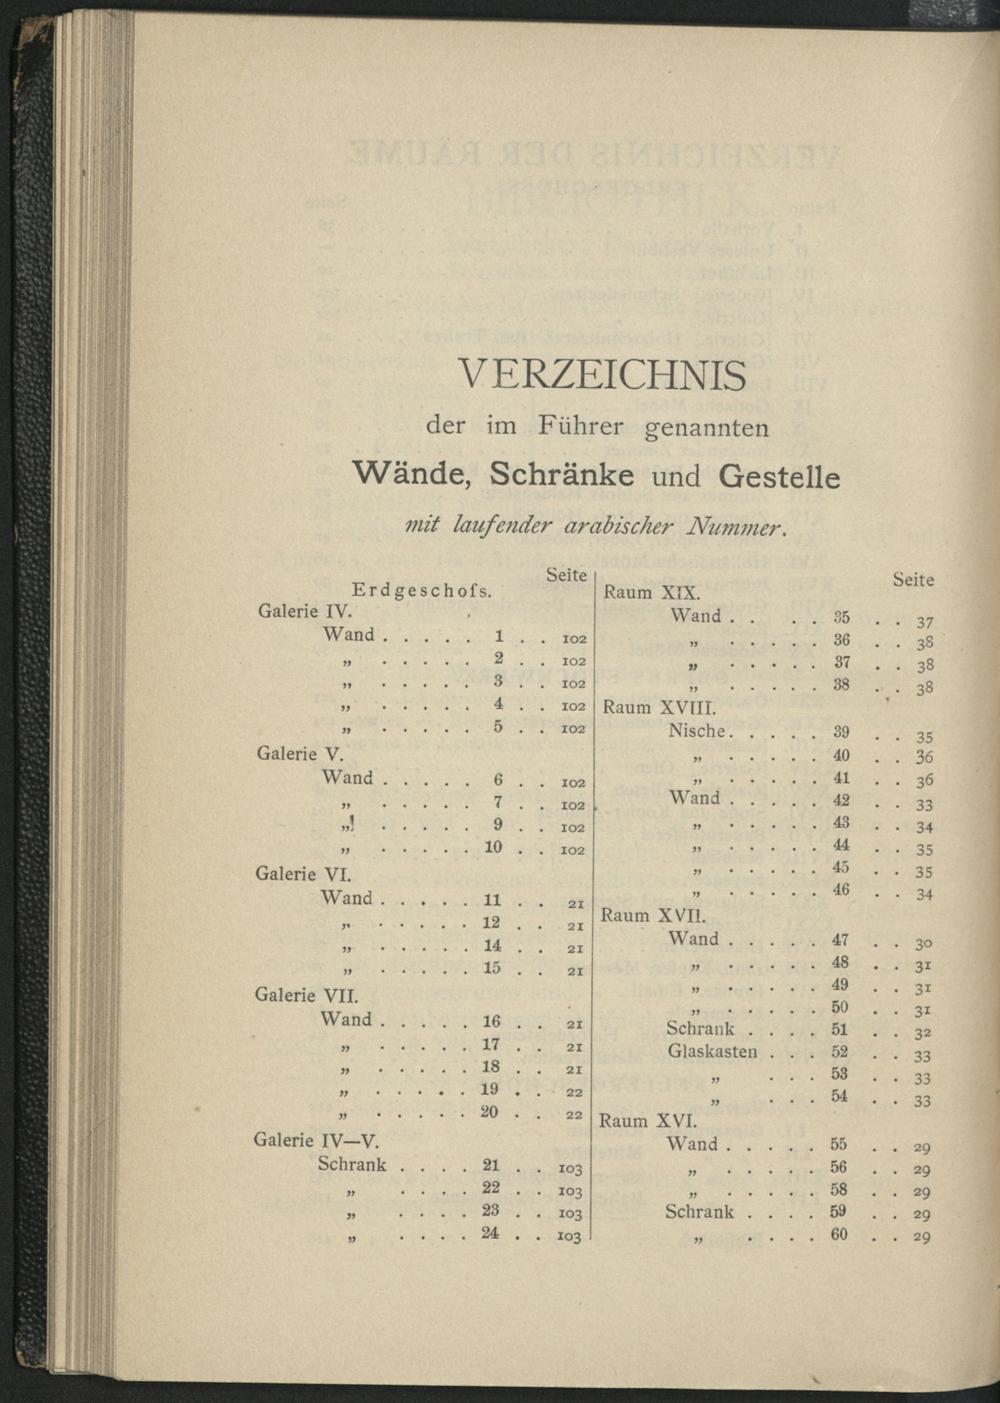 VERZEICHNIS
der im Führer genannten
Wände, Schränke und Gestelle
mit laufender arabischer Nummer.
Seite
Erdgeschofs.
Galerie IV.
Wand . . . . . 1 . . 102
„ . . . . . 2 . . 102
„ . . . . . 3 . . 102
„ . . . . . 4 . . 102
„ . . . . . 5 . . 102
Galerie V.
Wand . . . . . 6 . . 102
„ . . . . . 7 . . 102
„ . . . . . 9 . . 102
„ . . . . . 10 . . 102
Galerie VI.
Wand . . . . . 11 . . 21
„ . . . . . 12 . . 21
„ . . . . . 14 . . 21
„ . . . . . 15 . . 21
Galerie VII.
Wand . . . . . 16 . . 21
„ . . . . . 17 . . 21
„ . . . . . 18 . . 21
„ . . . . . 19 . . 22
„ . . . . . 20 . . 22
Galerie IV—V.
Schrank . . . . 21 . . 103
„ . . . . 22 . . 103
„ . . . . 23 . . 103
„ . . . . 24 . . 103
Seite
Raum XIX.
Wand . . . . 35 . . 37
„ . . . . . 36 . . 38
„ . . . . . 37 . . 38
„ . . . . . 38 . . 38
Raum XVIII.
Nische . . . . . 39 . . 35
„ . . . . . 40 . . 36
„ . . . . . 41 . . 36
Wand . . . . . 42 . . 33
„ . . . . . 43 . . 34
„ . . . . . 44 . . 35
„ . . . . . 45 . . 35
„ . . . . . 46 . . 34
Raum XVII.
Wand . . . . . 47 . . 30
„ . . . . . 48 . . 31
„ . . . . . 49 . . 31
„ . . . . . 50 . . 31
Schrank . . . . 51 . . 32
Glaskasten . . . 52 . . 33
„ . . . 53 . . 33
„ . . . 54 . . 33
Raum XVI.
Wand . . . . . 55 . . 29
„ . . . . . 56 . . 29
„ . . . . . 58 . . 29
Schrank . . . . 59 . . 29
„ . . . . 60 . . 29